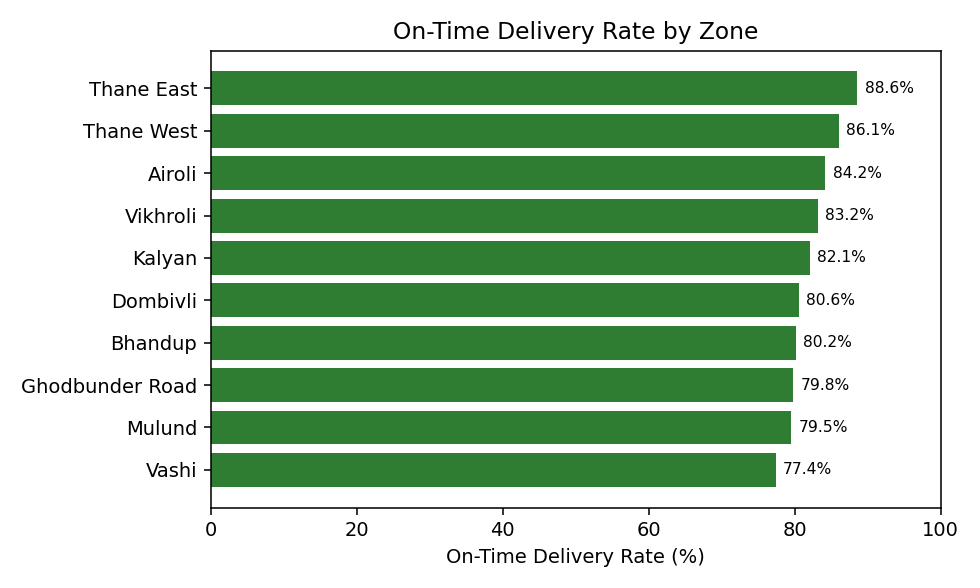 On-Time Delivery Rate by Zone
Thane East 88.6%
Thane West 86.1%
Airoli 84.2%
Vikhroli 83.2%
Kalyan 82.1%
Dombivli 80.6%
Bhandup 80.2%
Ghodbunder Road 79.8%
Mulund 79.5%
Vashi 77.4%
0 20 40 60 80 100
On-Time Delivery Rate (%)